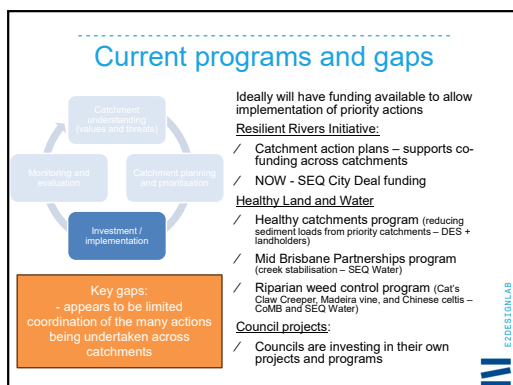 Current programs and gaps
Catchment
understanding
(values and threats)
Monitoring and
evaluation
Catchment planning
and prioritisation
Investment /
implementation
Key gaps:
- appears to be limited
coordination of the many actions
being undertaken across
catchments
Ideally will have funding available to allow
implementation of priority actions
Resilient Rivers Initiative:
/ Catchment action plans – supports co-
funding across catchments
/ NOW - SEQ City Deal funding
Healthy Land and Water
/ Healthy catchments program (reducing
sediment loads from priority catchments – DES +
landholders)
/ Mid Brisbane Partnerships program
(creek stabilisation – SEQ Water)
/ Riparian weed control program (Cat's
Claw Creeper, Madeira vine, and Chinese celtis –
CoMB and SEQ Water)
Council projects:
/ Councils are investing in their own
projects and programs
E2DESIGNLAB